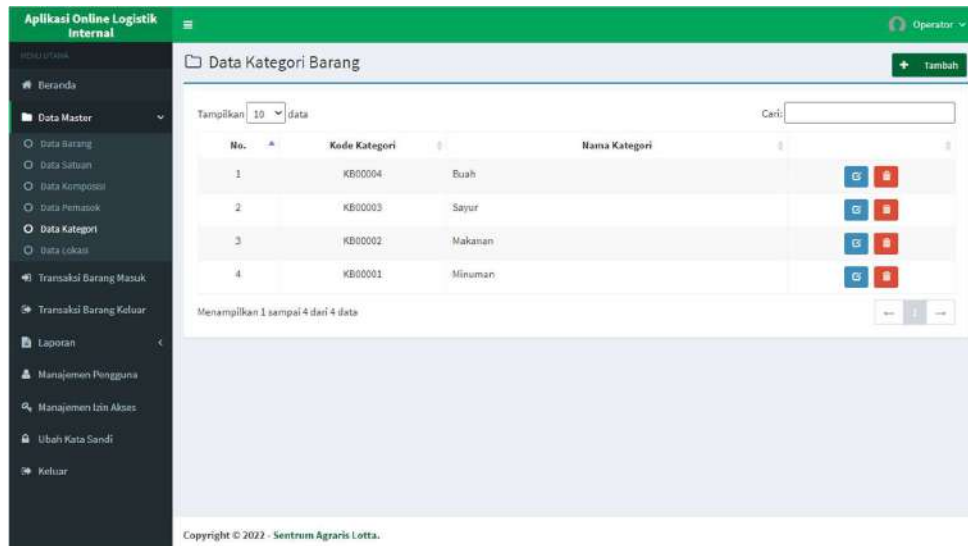 Aplikasi Online Logistik
Internal
Operator
MENU UTAMA
Beranda
Data Master
Data Barang
Data Satuan
Data Komposisi
Data Pemasok
Data Kategori
Data Lokasi
Transaksi Barang Masuk
Transaksi Barang Keluar
Laporan
Manajemen Pengguna
Manajemen Izin Akses
Ubah Kata Sandi
Keluar
Data Kategori Barang
+ Tambah
Tampilkan 10 data
Cari:
No. Kode Kategori Nama Kategori
1 KB00004 Buah
2 KB00003 Sayur
3 KB00002 Makanan
4 KB00001 Minuman
Menampilkan 1 sampai 4 dari 4 data
← 1 →
Copyright © 2022 - Sentrum Agraris Lotta.